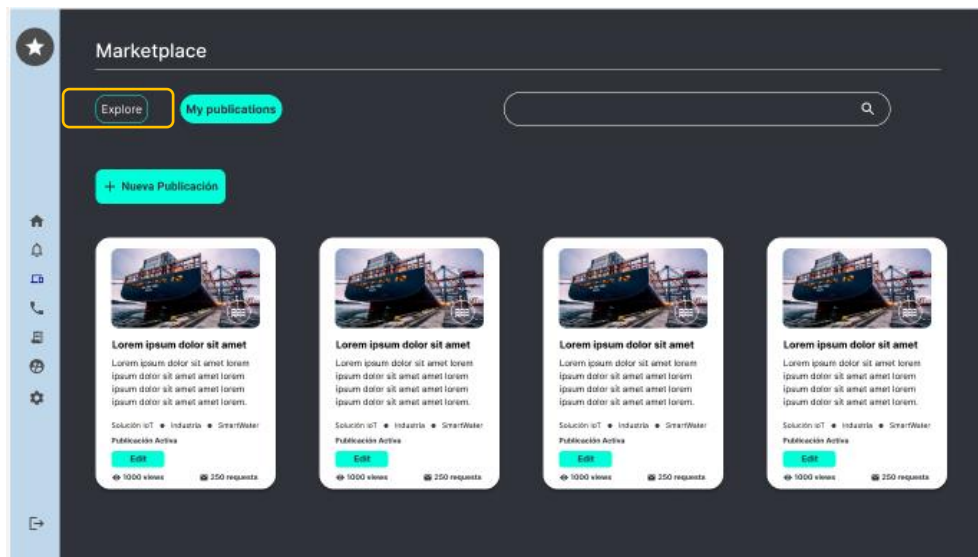 Marketplace
Explore
My publications
+ Nueva Publicación
Lorem ipsum dolor sit amet
Lorem ipsum dolor sit amet lorem
ipsum dolor sit amet amet lorem
ipsum dolor sit amet amet lorem
ipsum dolor sit amet amet lorem.
Solución IoT • Industria • SmartWater
Publicación Activa
Edit
1000 views 250 requests
Lorem ipsum dolor sit amet
Lorem ipsum dolor sit amet lorem
ipsum dolor sit amet amet lorem
ipsum dolor sit amet amet lorem
ipsum dolor sit amet amet lorem.
Solución IoT • Industria • SmartWater
Publicación Activa
Edit
1000 views 250 requests
Lorem ipsum dolor sit amet
Lorem ipsum dolor sit amet lorem
ipsum dolor sit amet amet lorem
ipsum dolor sit amet amet lorem
ipsum dolor sit amet amet lorem.
Solución IoT • Industria • SmartWater
Publicación Activa
Edit
1000 views 250 requests
Lorem ipsum dolor sit amet
Lorem ipsum dolor sit amet lorem
ipsum dolor sit amet amet lorem
ipsum dolor sit amet amet lorem
ipsum dolor sit amet amet lorem.
Solución IoT • Industria • SmartWater
Publicación Activa
Edit
1000 views 250 requests